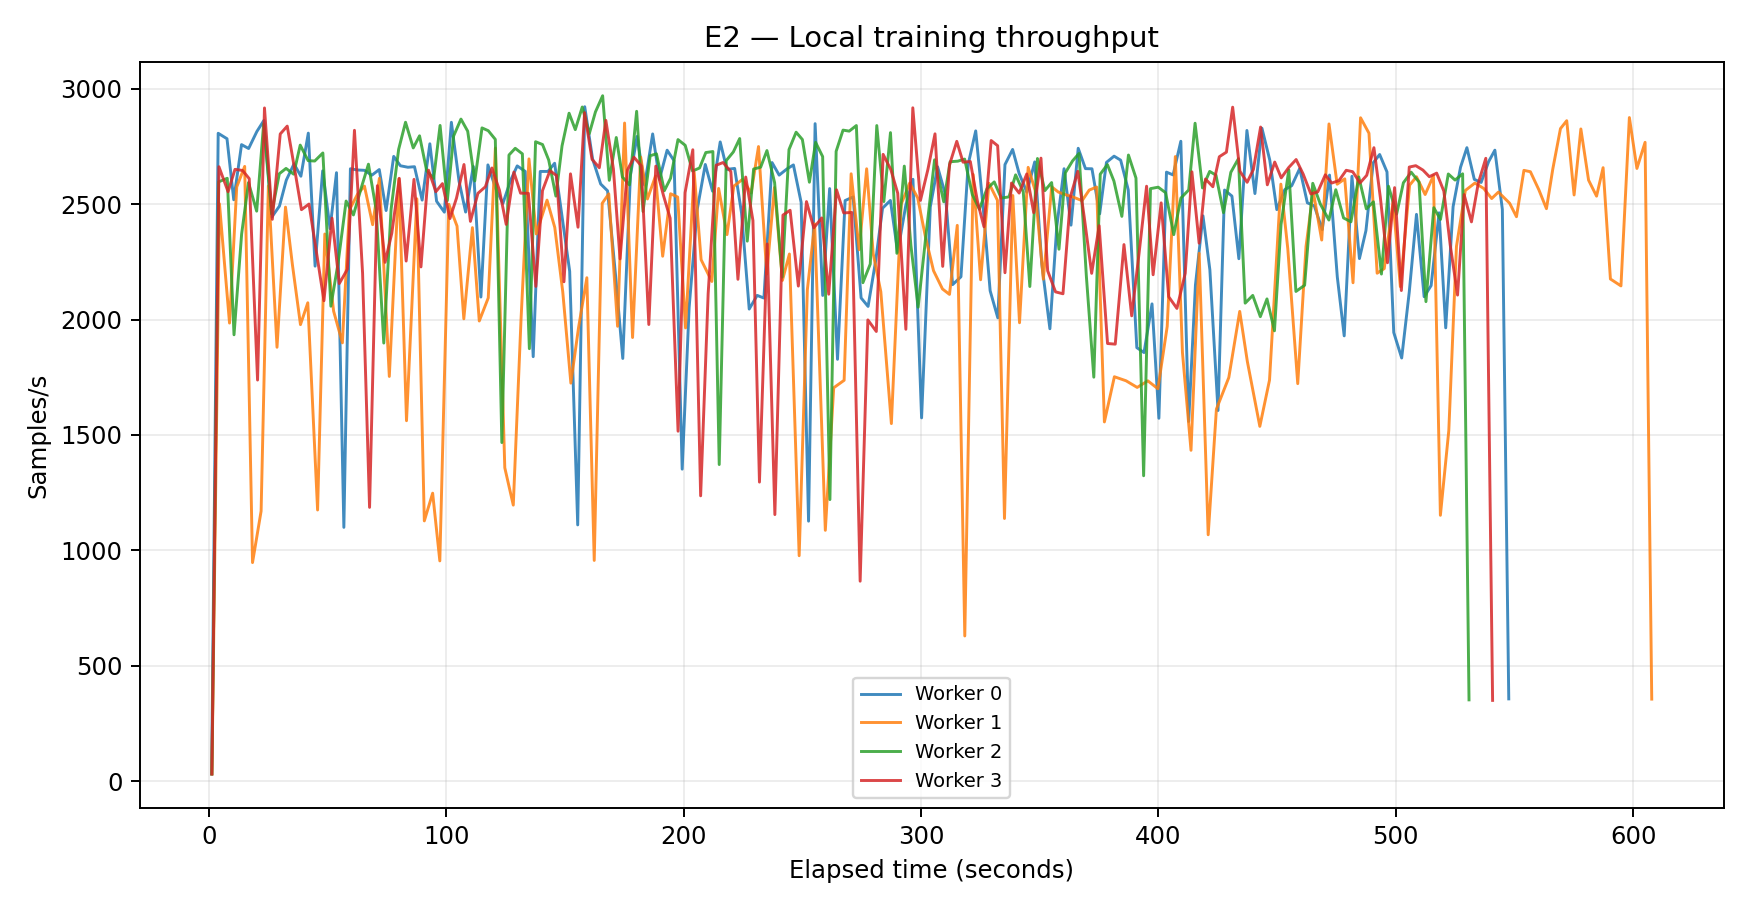 E2 — Local training throughput
Samples/s
3000
2500
2000
1500
1000
500
0
Worker 0
Worker 1
Worker 2
Worker 3
0 100 200 300 400 500 600
Elapsed time (seconds)